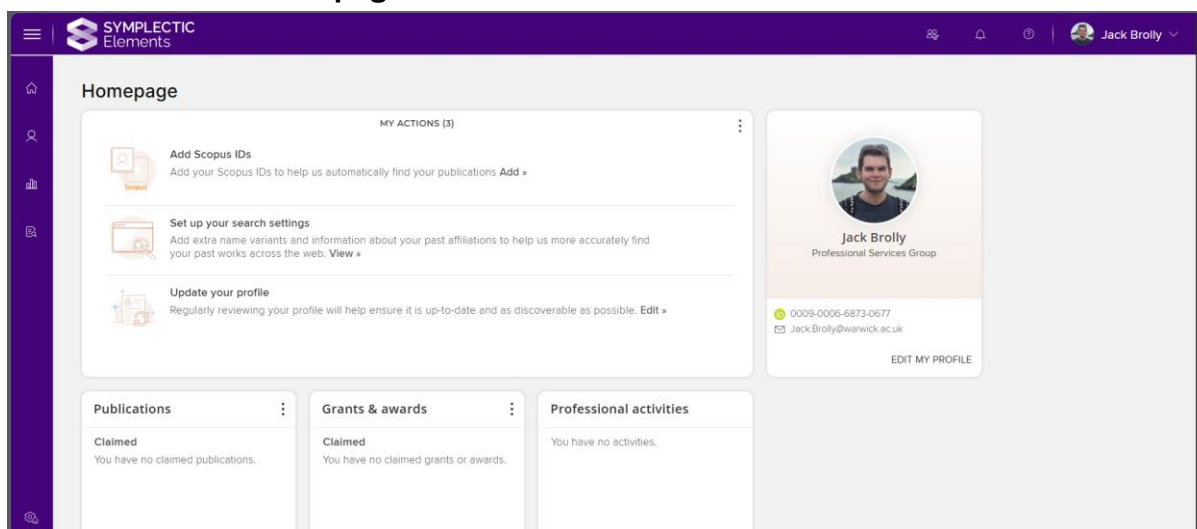 SYMPLECTIC
Elements
Jack Brolly
Homepage
MY ACTIONS (3)
Add Scopus IDs
Add your Scopus IDs to help us automatically find your publications Add »
Scopus
Set up your search settings
Add extra name variants and information about your past affiliations to help us more accurately find
your past works across the web. View »
Update your profile
Regularly reviewing your profile will help ensure it is up-to-date and as discoverable as possible. Edit »
Jack Brolly
Professional Services Group
iD 0009-0006-6873-0677
Jack.Brolly@warwick.ac.uk
EDIT MY PROFILE
Publications
Claimed
You have no claimed publications.
Grants & awards
Claimed
You have no claimed grants or awards.
Professional activities
You have no activities.